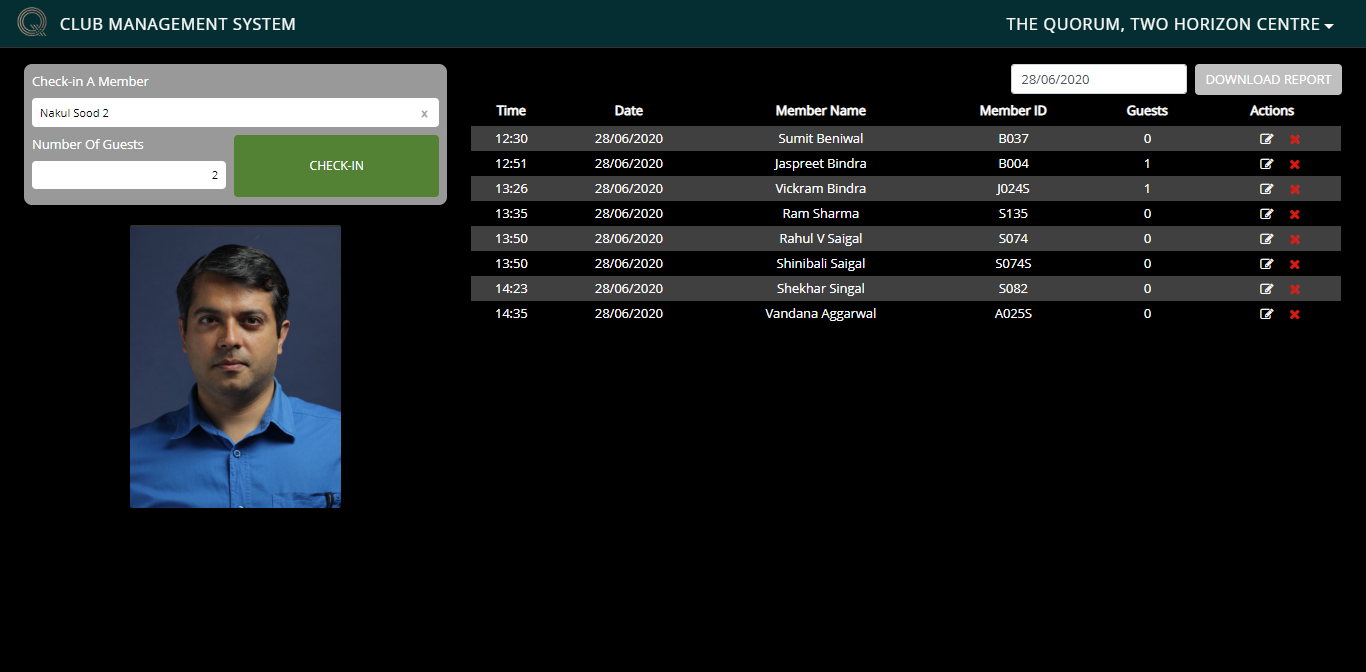 CLUB MANAGEMENT SYSTEM
THE QUORUM, TWO HORIZON CENTRE
Check-in A Member
Nakul Sood 2 x
Number Of Guests
2
CHECK-IN
28/06/2020 DOWNLOAD REPORT
Time Date Member Name Member ID Guests Actions
12:30 28/06/2020 Sumit Beniwal B037 0
12:51 28/06/2020 Jaspreet Bindra B004 1
13:26 28/06/2020 Vickram Bindra J024S 1
13:35 28/06/2020 Ram Sharma S135 0
13:50 28/06/2020 Rahul V Saigal S074 0
13:50 28/06/2020 Shinibali Saigal S074S 0
14:23 28/06/2020 Shekhar Singal S082 0
14:35 28/06/2020 Vandana Aggarwal A025S 0